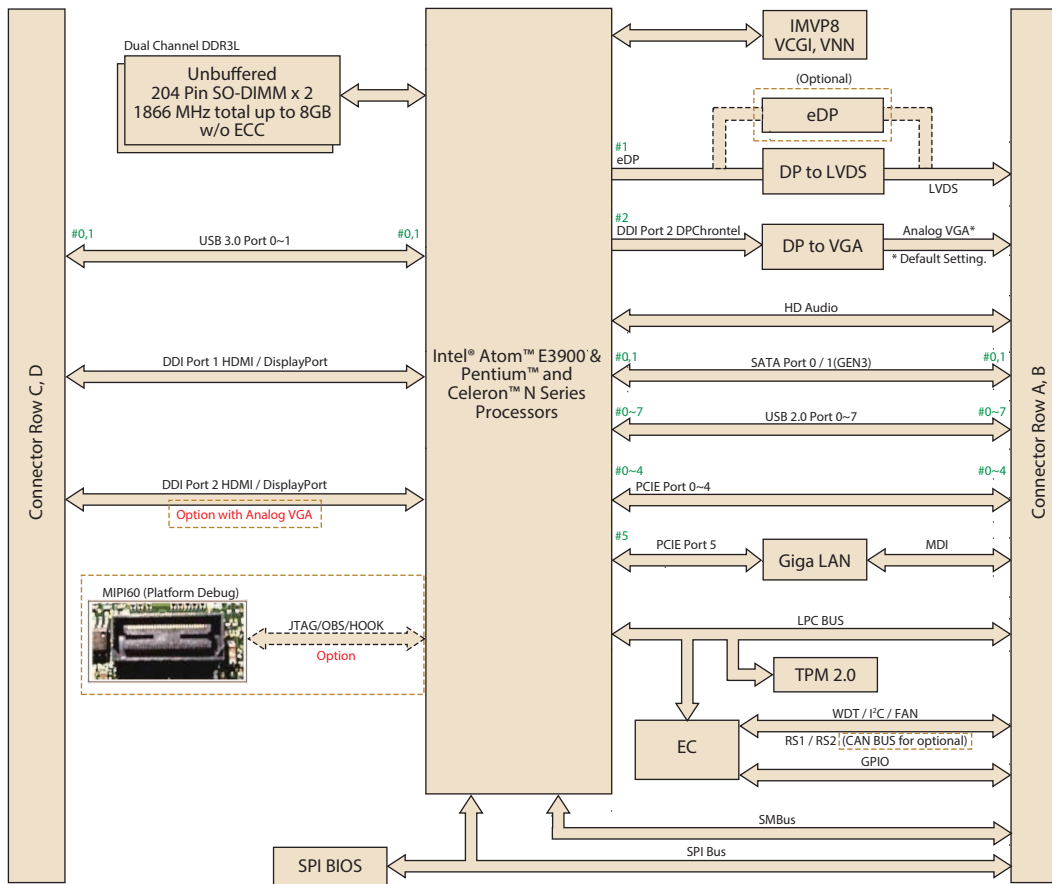 Dual Channel DDR3L
Unbuffered
204 Pin SO-DIMM x 2
1866 MHz total up to 8GB
w/o ECC
IMVP8
VCGI, VNN
(Optional)
eDP
#1
eDP
DP to LVDS
LVDS
#2
DDI Port 2 DPChrontel
DP to VGA
Analog VGA*
* Default Setting.
#0,1
USB 3.0 Port 0~1
#0,1
HD Audio
DDI Port 1 HDMI / DisplayPort
Intel® Atom™ E3900 &
Pentium™ and
Celeron™ N Series
Processors
#0,1
SATA Port 0 / 1(GEN3)
#0,1
#0~7
USB 2.0 Port 0~7
#0~7
DDI Port 2 HDMI / DisplayPort
Option with Analog VGA
#0~4
PCIE Port 0~4
#0~4
#5
PCIE Port 5
Giga LAN
MDI
MIPI60 (Platform Debug)
JTAG/OBS/HOOK
Option
LPC BUS
TPM 2.0
EC
WDT / I²C / FAN
RS1 / RS2 (CAN BUS for optional)
GPIO
SMBus
SPI BIOS
SPI Bus
Connector Row C, D
Connector Row A, B